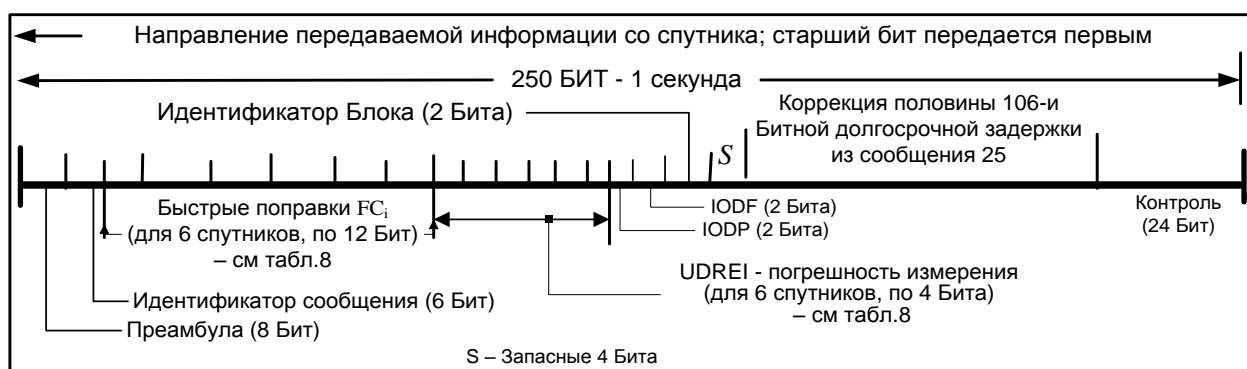 Направление передаваемой информации со спутника; старший бит передается первым
250 БИТ - 1 секунда
Идентификатор Блока (2 Бита)
S
Коррекция половины 106-и
Битной долгосрочной задержки
из сообщения 25
Быстрые поправки FCi
(для 6 спутников, по 12 Бит)
– см табл.8
IODF (2 Бита)
IODP (2 Бита)
Контроль
(24 Бит)
UDREI - погрешность измерения
(для 6 спутников, по 4 Бита)
– см табл.8
Идентификатор сообщения (6 Бит)
Преамбула (8 Бит)
S – Запасные 4 Бита